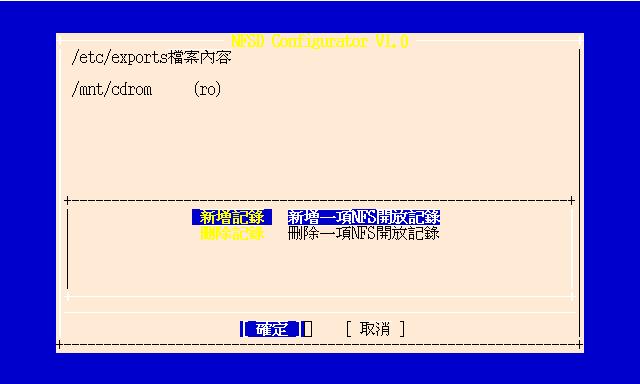 NFSD Configurator V1.0
/etc/exports檔案內容
/mnt/cdrom (ro)
新增記錄 新增一項NFS開放記錄
刪除記錄 刪除一項NFS開放記錄
[ 確定 ] [ 取消 ]